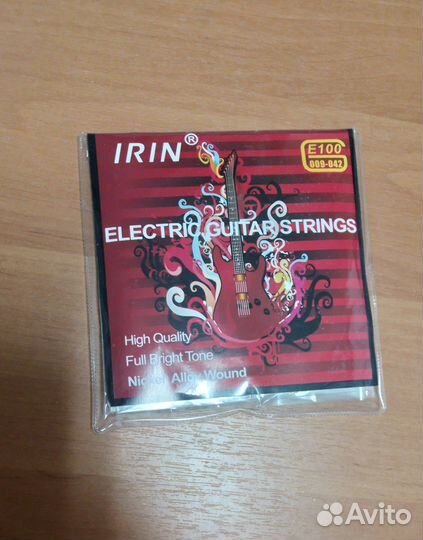 IRIN®
E100
009-042
ELECTRIC GUITAR STRINGS
High Quality
Full Bright Tone
Nickel Alloy Wound
Avito